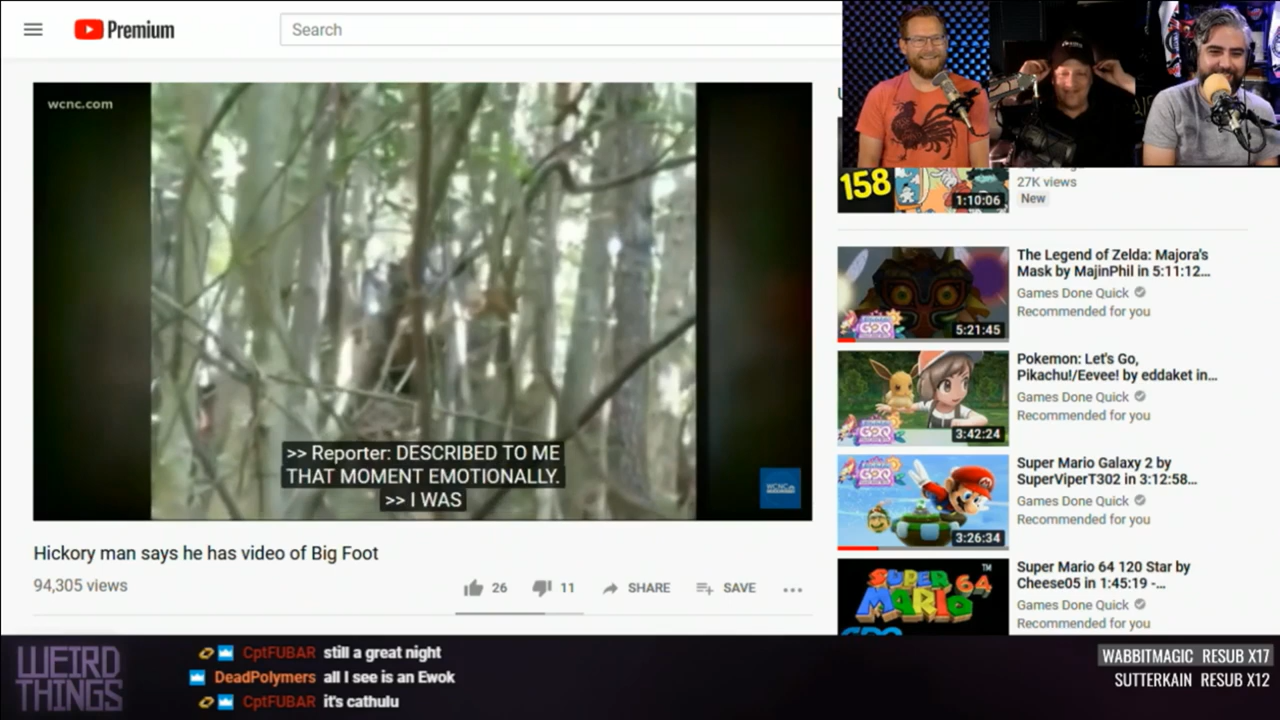 Premium
Search
wcnc.com
>> Reporter: DESCRIBED TO ME
THAT MOMENT EMOTIONALLY.
>> I WAS
WCNC
Hickory man says he has video of Big Foot
94,305 views
26
11
SHARE
SAVE
158
1:10:06
27K views
New
5:21:45
The Legend of Zelda: Majora's
Mask by MajinPhil in 5:11:12...
Games Done Quick
Recommended for you
3:42:24
Pokemon: Let's Go,
Pikachu!/Eevee! by eddaket in...
Games Done Quick
Recommended for you
3:26:34
Super Mario Galaxy 2 by
SuperViperT302 in 3:12:58...
Games Done Quick
Recommended for you
SUPER
MARIO 64
TM
Super Mario 64 120 Star by
Cheese05 in 1:45:19 -...
Games Done Quick
Recommended for you
WEIRD
THINGS
CptFUBAR still a great night
DeadPolymers all I see is an Ewok
CptFUBAR it's cathulu
WABBITMAGIC RESUB X17
SUTTERKAIN RESUB X12